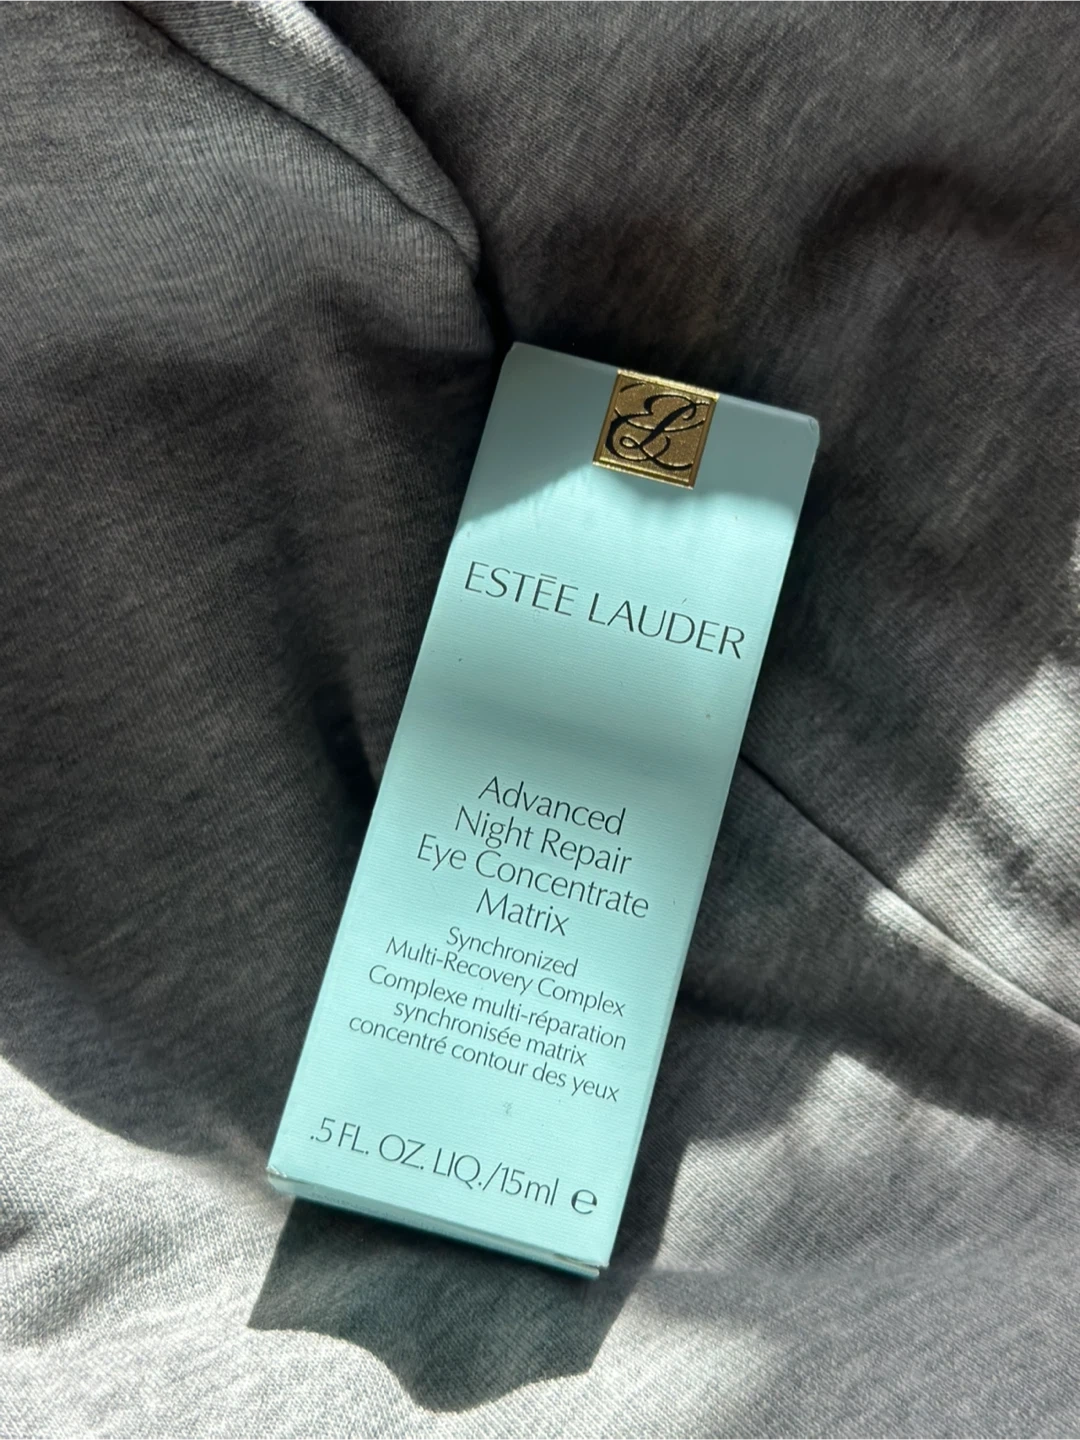 EL
ESTĒE LAUDER
Advanced
Night Repair
Eye Concentrate
Matrix
Synchronized
Multi-Recovery Complex
Complexe multi-réparation
synchronisée matrix
concentré contour des yeux
.5 FL. OZ. LIQ./15ml ℮